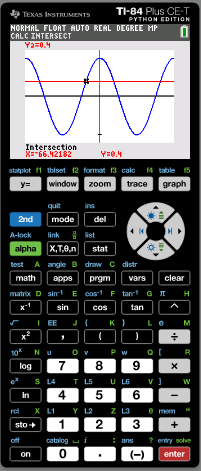 TEXAS INSTRUMENTS TI-84 Plus CE-T
PYTHON EDITION
NORMAL FLOAT AUTO REAL DEGREE MP
CALC INTERSECT
Y2=0.4
Intersection
X=-66.42182 Y=0.4
statplot f1 tblset f2 format f3 calc f4 table f5
y= window zoom trace graph
quit ins
2nd mode del
A-lock link list
alpha X,T,θ,n stat
test A angle B draw C distr
math apps prgm vars clear
matrix D sin⁻¹ E cos⁻¹ F tan⁻¹ G π H
x⁻¹ sin cos tan ^
√ I EE J { K } L e M
x² , ( ) ÷
10ˣ N u O v P w Q [ R
log 7 8 9 ×
eˣ S L4 T L5 U L6 V ] W
ln 4 5 6 −
rcl X L1 Y L2 Z L3 θ mem "
sto→ 1 2 3 +
off catalog i : ans ? entry solve
on 0 . (−) enter